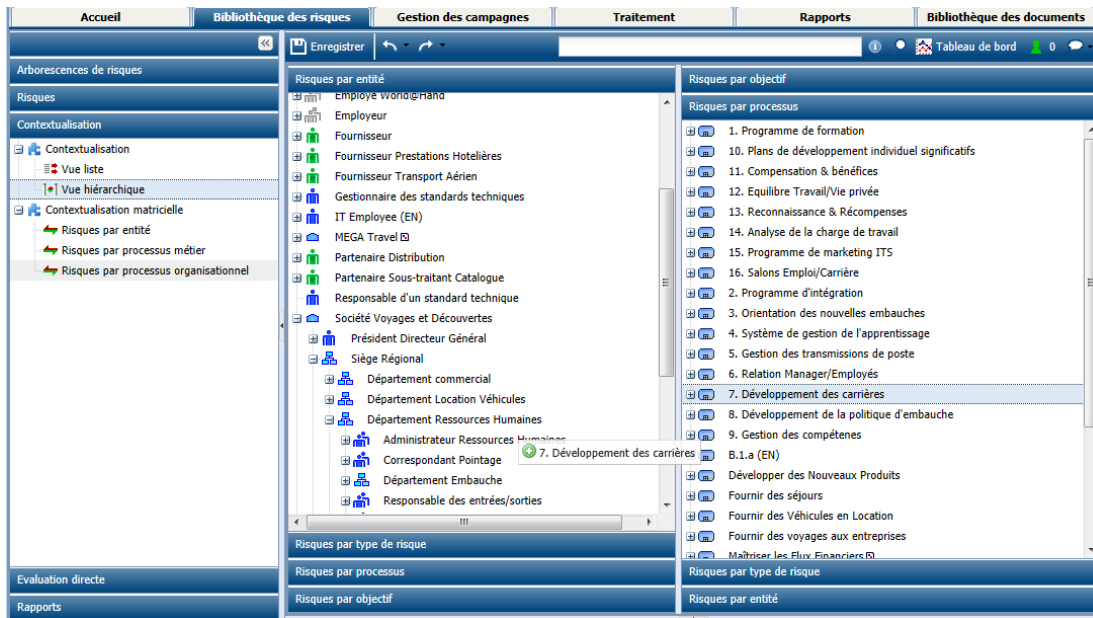 Accueil
Bibliothèque des risques
Gestion des campagnes
Traitement
Rapports
Bibliothèque des documents
Enregistrer
Tableau de bord
0
Arborescences de risques
Risques
Contextualisation
Contextualisation
Vue liste
Vue hiérarchique
Contextualisation matricielle
Risques par entité
Risques par processus métier
Risques par processus organisationnel
Evaluation directe
Rapports
Risques par entité
Employé World@Hand
Employeur
Fournisseur
Fournisseur Prestations Hotelières
Fournisseur Transport Aérien
Gestionnaire des standards techniques
IT Employee (EN)
MEGA Travel
Partenaire Distribution
Partenaire Sous-traitant Catalogue
Responsable d'un standard technique
Société Voyages et Découvertes
Président Directeur Général
Siège Régional
Département commercial
Département Location Véhicules
Département Ressources Humaines
Administrateur Ressources Humaines
7. Développement des carrières
Correspondant Pointage
Département Embauche
Responsable des entrées/sorties
Risques par type de risque
Risques par processus
Risques par objectif
Risques par objectif
Risques par processus
1. Programme de formation
10. Plans de développement individuel significatifs
11. Compensation & bénéfices
12. Equilibre Travail/Vie privée
13. Reconnaissance & Récompenses
14. Analyse de la charge de travail
15. Programme de marketing ITS
16. Salons Emploi/Carrière
2. Programme d'intégration
3. Orientation des nouvelles embauches
4. Système de gestion de l'apprentissage
5. Gestion des transmissions de poste
6. Relation Manager/Employés
7. Développement des carrières
8. Développement de la politique d'embauche
9. Gestion des compétenes
B.1.a (EN)
Développer des Nouveaux Produits
Fournir des séjours
Fournir des Véhicules en Location
Fournir des voyages aux entreprises
Maîtriser les Flux Financiers
Risques par type de risque
Risques par entité